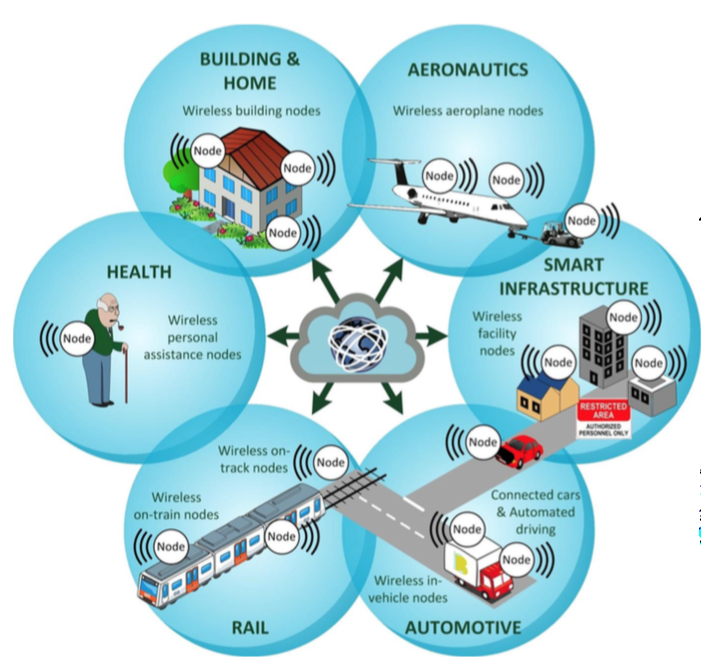 BUILDING &
HOME
Wireless building nodes
Node
Node
Node
AERONAUTICS
Wireless aeroplane nodes
Node
Node
Node
HEALTH
Node
Wireless
personal
assistance nodes
SMART
INFRASTRUCTURE
Wireless
facility
nodes
Node
Node
Node
RESTRICTED
AREA
AUTHORIZED
PERSONNEL ONLY
Wireless on-
track nodes
Node
Wireless
on-train nodes
Node
Node
RAIL
Node
Connected cars
& Automated
driving
Node
Node
Wireless in-
vehicle nodes
AUTOMOTIVE